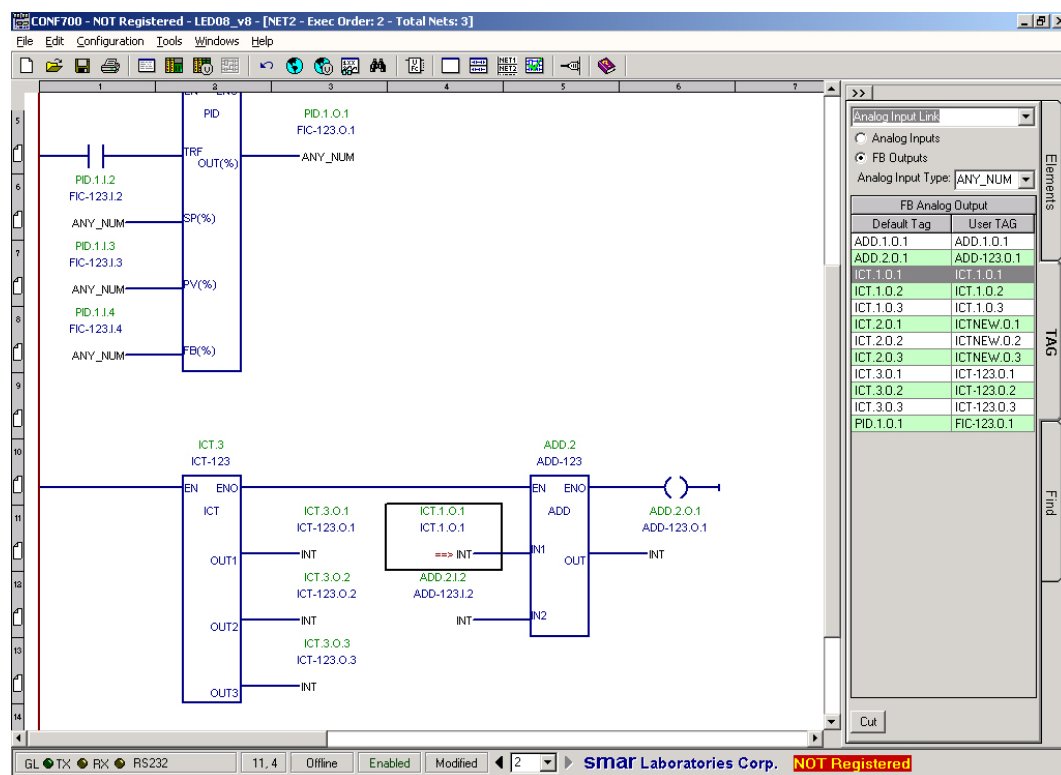 CONF700 - NOT Registered - LED08_v8 - [NET2 - Exec Order: 2 - Total Nets: 3]
File Edit Configuration Tools Windows Help
1 2 3 4 5 6 7
5
6
7
8
9
10
11
12
13
14
EN ENO
PID
TRF
OUT(%)
SP(%)
PV(%)
FB(%)
PID.1.O.1
FIC-123.O.1
ANY_NUM
PID.1.I.2
FIC-123.I.2
ANY_NUM
PID.1.I.3
FIC-123.I.3
ANY_NUM
PID.1.I.4
FIC-123.I.4
ANY_NUM
ICT.3
ICT-123
EN ENO
ICT
OUT1
OUT2
OUT3
ICT.3.O.1
ICT-123.O.1
INT
ICT.3.O.2
ICT-123.O.2
INT
ICT.3.O.3
ICT-123.O.3
INT
ICT.1.O.1
ICT.1.O.1
==> INT
ADD.2.I.2
ADD-123.I.2
INT
ADD.2
ADD-123
EN ENO
ADD
IN1
OUT
IN2
ADD.2.O.1
ADD-123.O.1
INT
>>
Analog Input Link
Analog Inputs
FB Outputs
Analog Input Type: ANY_NUM
FB Analog Output
Default Tag User TAG
ADD.1.O.1 ADD.1.O.1
ADD.2.O.1 ADD-123.O.1
ICT.1.O.1 ICT.1.O.1
ICT.1.O.2 ICT.1.O.2
ICT.1.O.3 ICT.1.O.3
ICT.2.O.1 ICTNEW.O.1
ICT.2.O.2 ICTNEW.O.2
ICT.2.O.3 ICTNEW.O.3
ICT.3.O.1 ICT-123.O.1
ICT.3.O.2 ICT-123.O.2
ICT.3.O.3 ICT-123.O.3
PID.1.O.1 FIC-123.O.1
Cut
Elements
TAG
Find
GL TX RX RS232 11, 4 Offline Enabled Modified 2 smar Laboratories Corp. NOT Registered